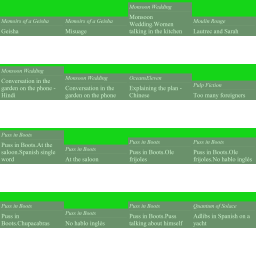 Memoirs of a Geisha
Geisha
Memoirs of a Geisha
Misuage
Monsoon Wedding
Monsoon
Wedding.Women
talking in the kitchen
Moulin Rouge
Lautrec and Satah
Monsoon Wedding
Conversation in the
garden on the phone -
Hindi
Monsoon Wedding
Conversation in the
garden on the phone
OceansEleven
Explaining the plan -
Chinese
Pulp Fiction
Too many foreigners
Puss in Boots
Puss in Boots.At the
saloon.Spanish single
word
Puss in Boots
At the saloon
Puss in Boots
Puss in Boots.Ole
frijoles
Puss in Boots
Puss in Boots.Ole
frijoles.No hablo inglés
Puss in Boots
Puss in
Boots.Chupacabras
Puss in Boots
No hablo inglés
Puss in Boots
Puss in Boots.Puss
talking about himself
Quantum of Solace
Adlibs in Spanish on a
yacht